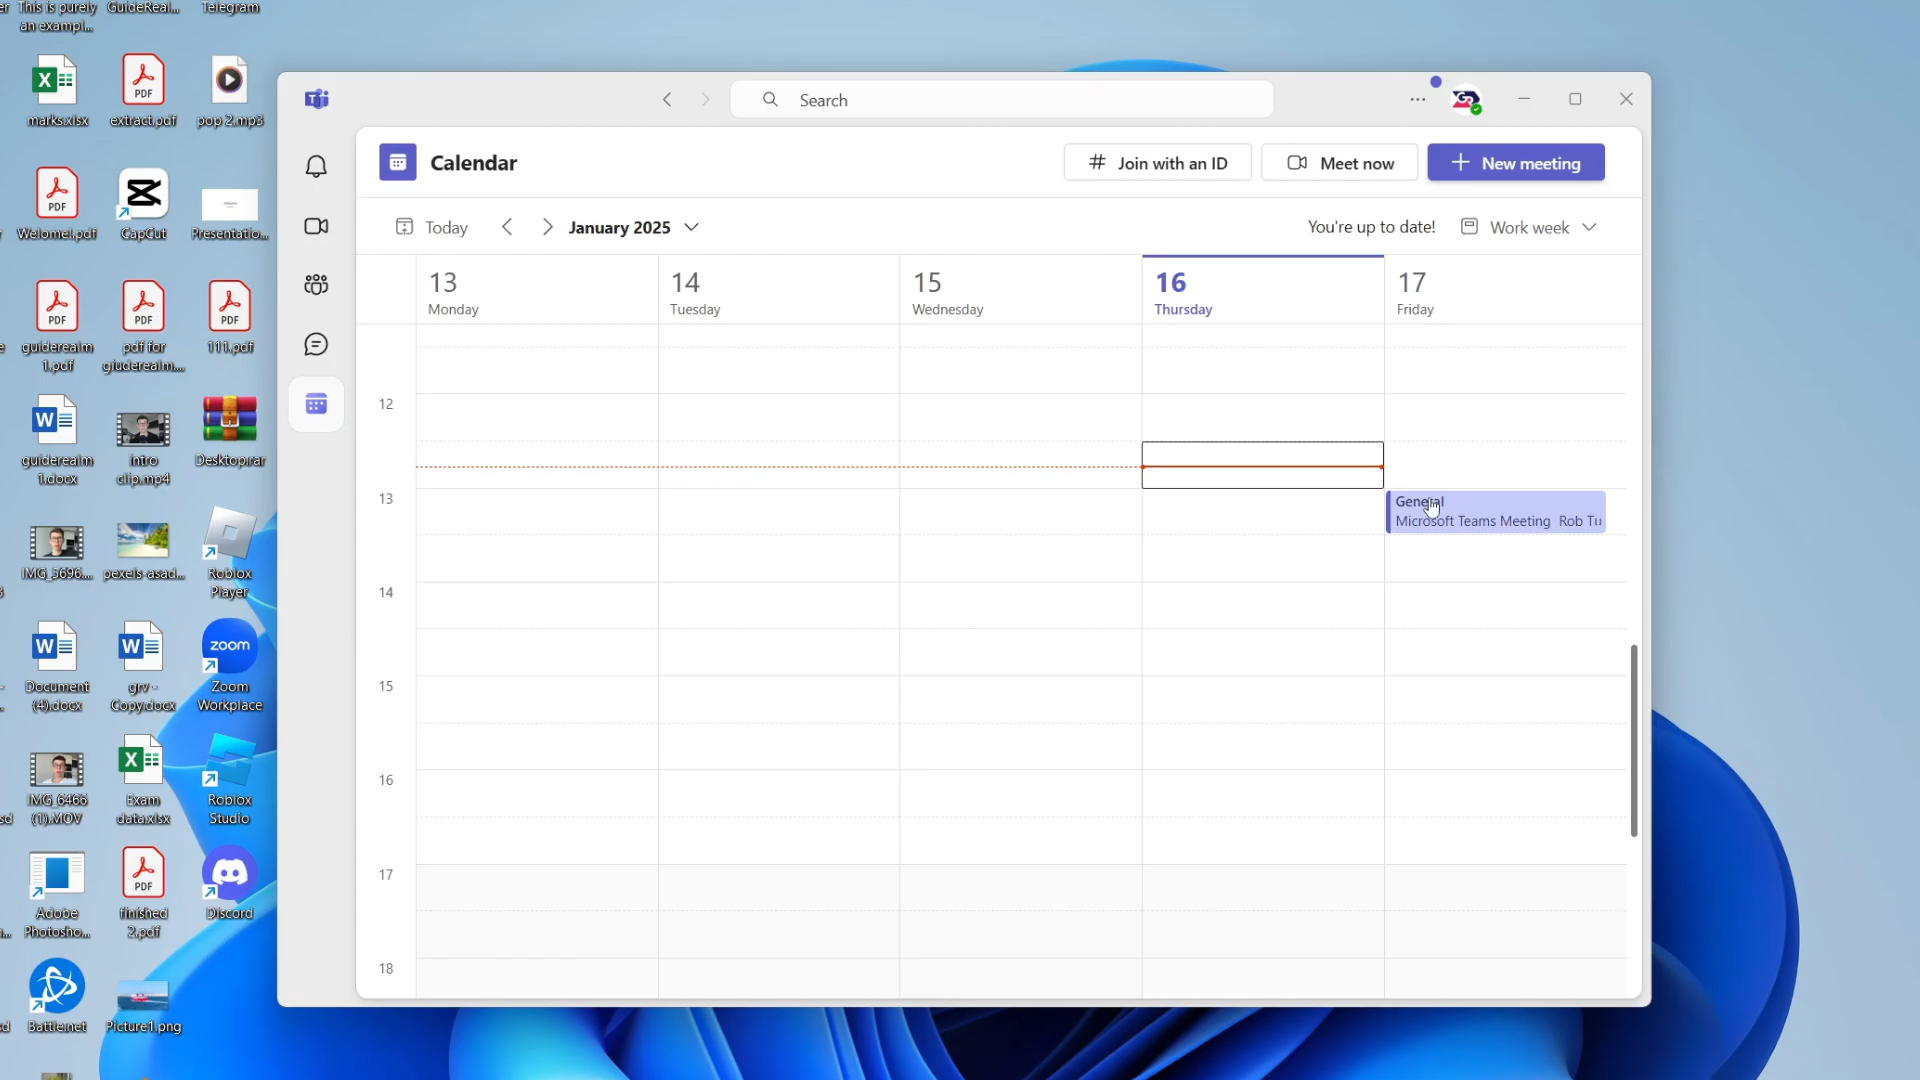 This is purely
an exampl...
GuideReal...
Telegram
marks.xlsx
extract.pdf
pop 2.mp3
Welome!.pdf
CapCut
Presentatio...
guiderealm
1.pdf
pdf for
giuderealm....
111.pdf
guiderealm
1.docx
intro
clip.mp4
Desktop.rar
IMG_3696....
pexels-asad...
Roblox
Player
zoom
Document
(4).docx
grv -
Copy.docx
Zoom
Workplace
IMG_6466
(1).MOV
Exam
data.xlsx
Roblox
Studio
Adobe
Photosho...
finished
2.pdf
Discord
Battle.net
Picture1.png
Search
Calendar
Join with an ID
Meet now
New meeting
Today
January 2025
You're up to date!
Work week
13
Monday
14
Tuesday
15
Wednesday
16
Thursday
17
Friday
12
13
General
Microsoft Teams Meeting Rob Tu
14
15
16
17
18